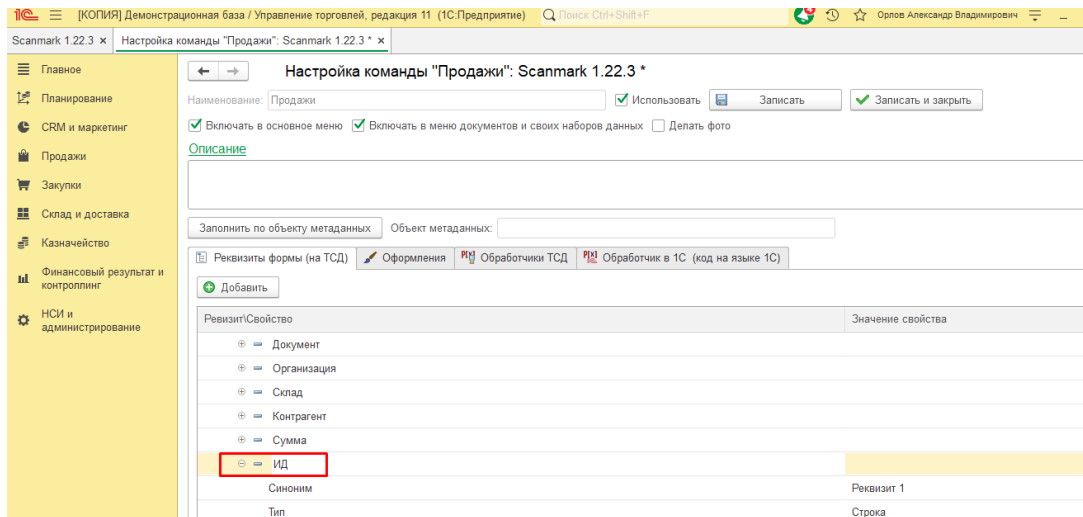 1С [КОПИЯ] Демонстрационная база / Управление торговлей, редакция 11 (1С:Предприятие) Поиск Ctrl+Shift+F Орлов Александр Владимирович
Scanmark 1.22.3 × Настройка команды "Продажи": Scanmark 1.22.3 * ×
Главное
Планирование
CRM и маркетинг
Продажи
Закупки
Склад и доставка
Казначейство
Финансовый результат и
контроллинг
НСИ и
администрирование
Настройка команды "Продажи": Scanmark 1.22.3 *
Наименование: Продажи Использовать Записать Записать и закрыть
Включать в основное меню Включать в меню документов и своих наборов данных Делать фото
Описание
Заполнить по объекту метаданных Объект метаданных:
Реквизиты формы (на ТСД) Оформления Обработчики ТСД Обработчик в 1С (код на языке 1С)
Добавить
Ревизит\Свойство Значение свойства
Документ
Организация
Склад
Контрагент
Сумма
ИД
Синоним Реквизит 1
Тип Строка